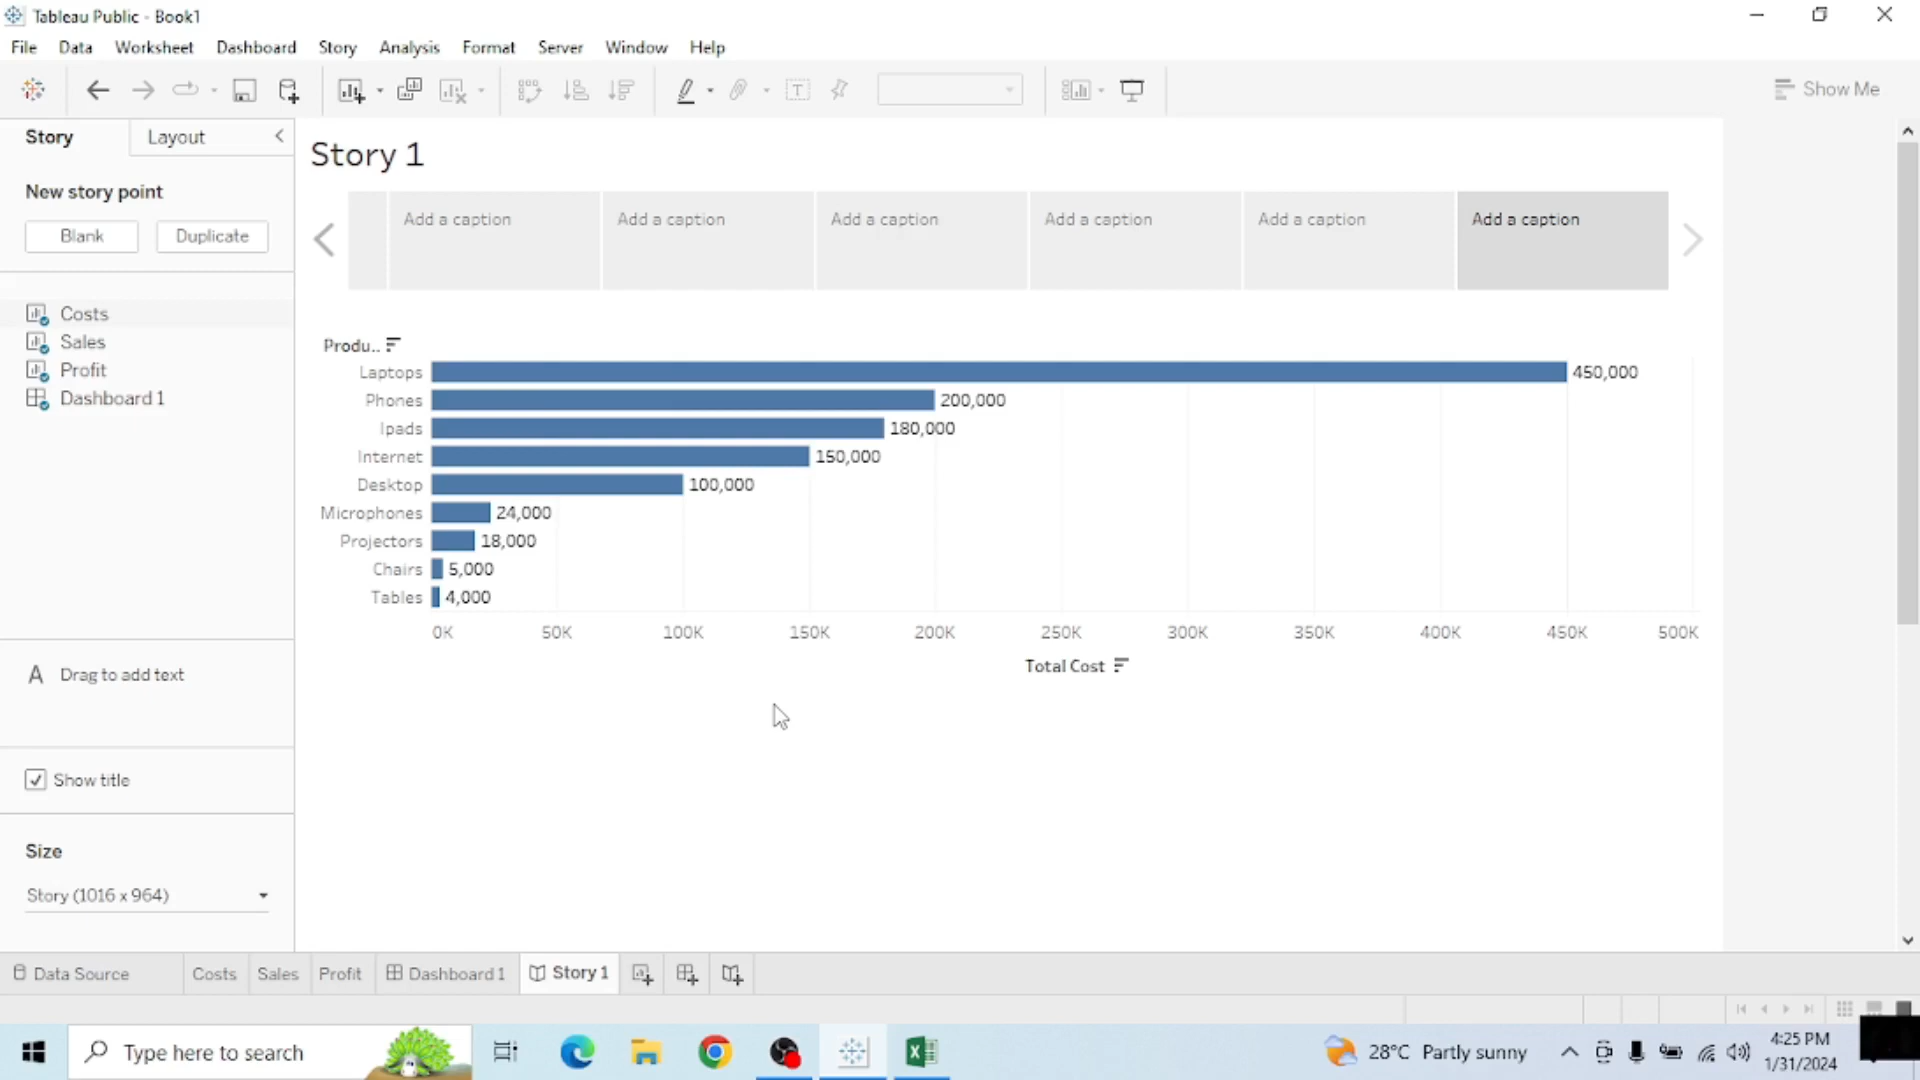 Tableau Public - Book1
File Data Worksheet Dashboard Story Analysis Format Server Window Help
Show Me
Story Layout
Story 1
New story point
Blank Duplicate
Add a caption Add a caption Add a caption Add a caption Add a caption Add a caption
Costs
Sales
Profit
Dashboard 1
Produ..
Laptops 450,000
Phones 200,000
Ipads 180,000
Internet 150,000
Desktop 100,000
Microphones 24,000
Projectors 18,000
Chairs 5,000
Tables 4,000
0K 50K 100K 150K 200K 250K 300K 350K 400K 450K 500K
Total Cost
A Drag to add text
Show title
Size
Story (1016 x 964)
Data Source Costs Sales Profit Dashboard 1 Story 1
Type here to search
28°C Partly sunny
4:25 PM
1/31/2024